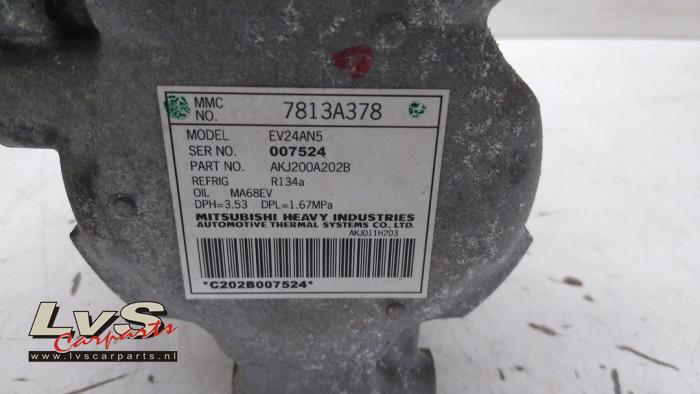 MMC NO. 7813A378
MODEL EV24AN5
SER NO. 007524
PART NO. AKJ200A202B
REFRIG R134a
OIL MA68EV
DPH=3.53 DPL=1.67MPa
MITSUBISHI HEAVY INDUSTRIES
AUTOMOTIVE THERMAL SYSTEMS CO., LTD.
AKJ011H203
*C202B007524*
LvS
Carparts
www.lvscarparts.nl